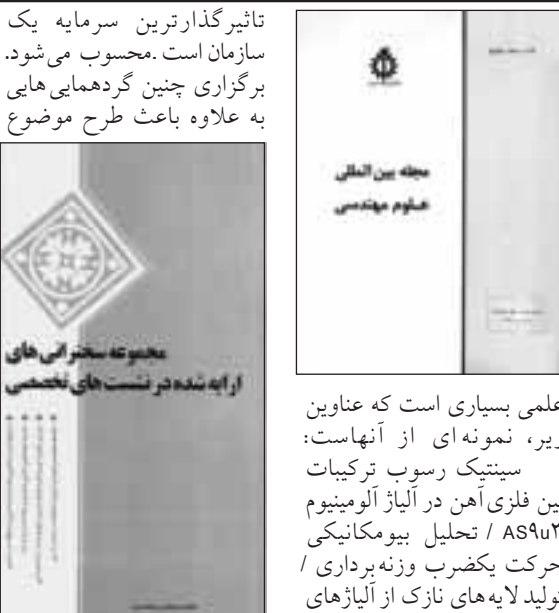 علمی بسیاری است که عناوین
زیر، نمونه‌ای از آنهاست:
سینتیک رسوب ترکیبات
بین فلزی آهن در آلیاژ آلومینیوم
AS9u۲ / تحلیل بیومکانیکی
حرکت یکضرب وزنه‌برداری /
تولید لایه‌های نازک از آلیاژهای
مجله بین المللی
علوم مهندسی
تاثیرگذارترین سرمایه یک
سازمان است .محسوب می‌شود.
برگزاری چنین گردهمایی‌هایی
به علاوه باعث طرح موضوع
مجموعه سخنرانی های
ارایه شده در نشست های تخصصی